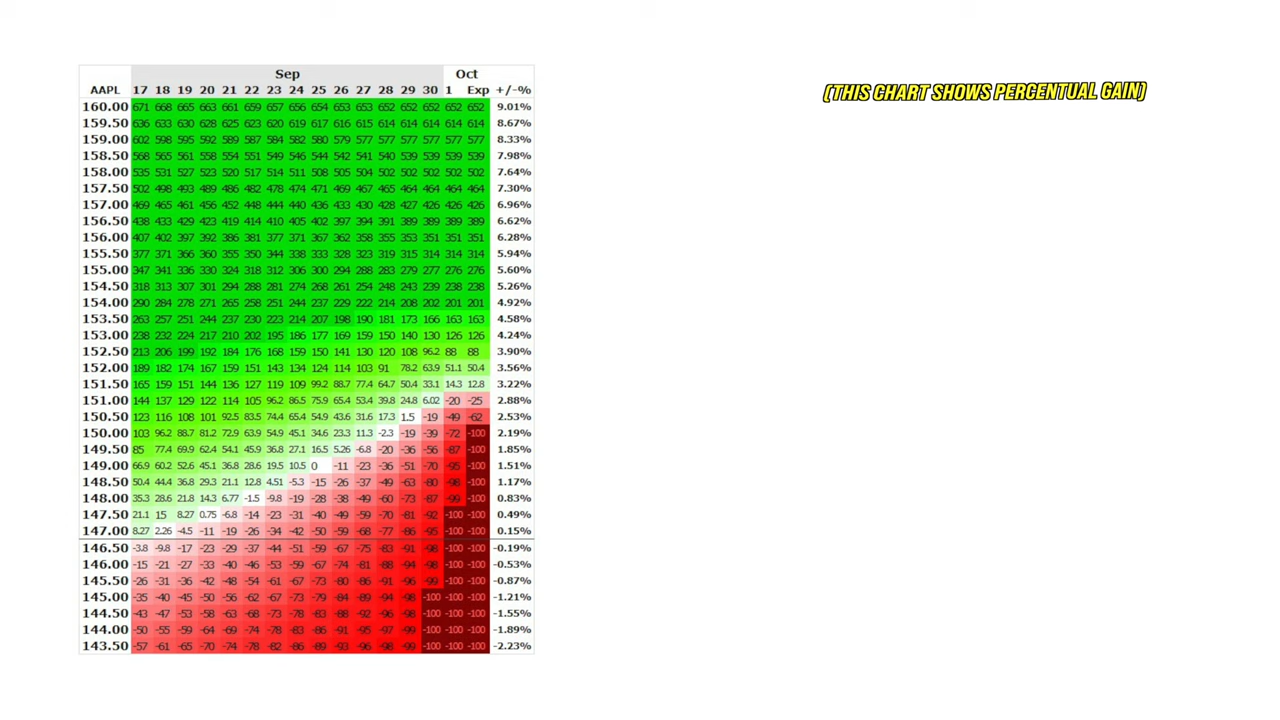 Sep Oct
AAPL 17 18 19 20 21 22 23 24 25 26 27 28 29 30 1 Exp +/-%
160.00 671 668 665 663 661 659 657 656 654 653 653 652 652 652 652 652 9.01%
159.50 636 633 630 628 625 623 620 619 617 616 615 614 614 614 614 614 8.67%
159.00 602 598 595 592 589 587 584 582 580 579 577 577 577 577 577 577 8.33%
158.50 568 565 561 558 554 551 549 546 544 542 541 540 539 539 539 539 7.98%
158.00 535 531 527 523 520 517 514 511 508 505 504 502 502 502 502 502 7.64%
157.50 502 498 493 489 486 482 478 474 471 469 467 465 464 464 464 464 7.30%
157.00 469 465 461 456 452 448 444 440 436 433 430 428 427 426 426 426 6.96%
156.50 438 433 429 423 419 414 410 405 402 397 394 391 389 389 389 389 6.62%
156.00 407 402 397 392 386 381 377 371 367 362 358 355 353 351 351 351 6.28%
155.50 377 371 366 360 355 350 344 338 333 328 323 319 315 314 314 314 5.94%
155.00 347 341 336 330 324 318 312 306 300 294 288 283 279 277 276 276 5.60%
154.50 318 313 307 301 294 288 281 274 268 261 254 248 243 239 238 238 5.26%
154.00 290 284 278 271 265 258 251 244 237 229 222 214 208 202 201 201 4.92%
153.50 263 257 251 244 237 230 223 214 207 198 190 181 173 166 163 163 4.58%
153.00 238 232 224 217 210 202 195 186 177 169 159 150 140 130 126 126 4.24%
152.50 213 206 199 192 184 176 168 159 150 141 130 120 108 96.2 88 88 3.90%
152.00 189 182 174 167 159 151 143 134 124 114 103 91 78.2 63.9 51.1 50.4 3.56%
151.50 165 159 151 144 136 127 119 109 99.2 88.7 77.4 64.7 50.4 33.1 14.3 12.8 3.22%
151.00 144 137 129 122 114 105 96.2 86.5 75.9 65.4 53.4 39.8 24.8 6.02 -20 -25 2.88%
150.50 123 116 108 101 92.5 83.5 74.4 65.4 54.9 43.6 31.6 17.3 1.5 -19 -49 -62 2.53%
150.00 103 96.2 88.7 81.2 72.9 63.9 54.9 45.1 34.6 23.3 11.3 -2.3 -19 -39 -72 -100 2.19%
149.50 85 77.4 69.9 62.4 54.1 45.9 36.8 27.1 16.5 5.26 -6.8 -20 -36 -56 -87 -100 1.85%
149.00 66.9 60.2 52.6 45.1 36.8 28.6 19.5 10.5 0 -11 -23 -36 -51 -70 -95 -100 1.51%
148.50 50.4 44.4 36.8 29.3 21.1 12.8 4.51 -5.3 -15 -26 -37 -49 -63 -80 -98 -100 1.17%
148.00 35.3 28.6 21.8 14.3 6.77 -1.5 -9.8 -19 -28 -38 -49 -60 -73 -87 -99 -100 0.83%
147.50 21.1 15 8.27 0.75 -6.8 -14 -23 -31 -40 -49 -59 -70 -81 -92 -100 -100 0.49%
147.00 8.27 2.26 -4.5 -11 -19 -26 -34 -42 -50 -59 -68 -77 -86 -95 -100 -100 0.15%
146.50 -3.8 -9.8 -17 -23 -29 -37 -44 -51 -59 -67 -75 -83 -91 -98 -100 -100 -0.19%
146.00 -15 -21 -27 -33 -40 -46 -53 -59 -67 -74 -81 -88 -94 -98 -100 -100 -0.53%
145.50 -26 -31 -36 -42 -48 -54 -61 -67 -73 -80 -86 -91 -96 -99 -100 -100 -0.87%
145.00 -35 -40 -45 -50 -56 -62 -67 -73 -79 -84 -89 -94 -98 -100 -100 -100 -1.21%
144.50 -43 -47 -53 -58 -63 -68 -73 -78 -83 -88 -92 -96 -98 -100 -100 -100 -1.55%
144.00 -50 -55 -59 -64 -69 -74 -78 -83 -86 -91 -95 -97 -99 -100 -100 -100 -1.89%
143.50 -57 -61 -65 -70 -74 -78 -82 -86 -89 -93 -96 -98 -99 -100 -100 -100 -2.23%
(THIS CHART SHOWS PERCENTUAL GAIN)